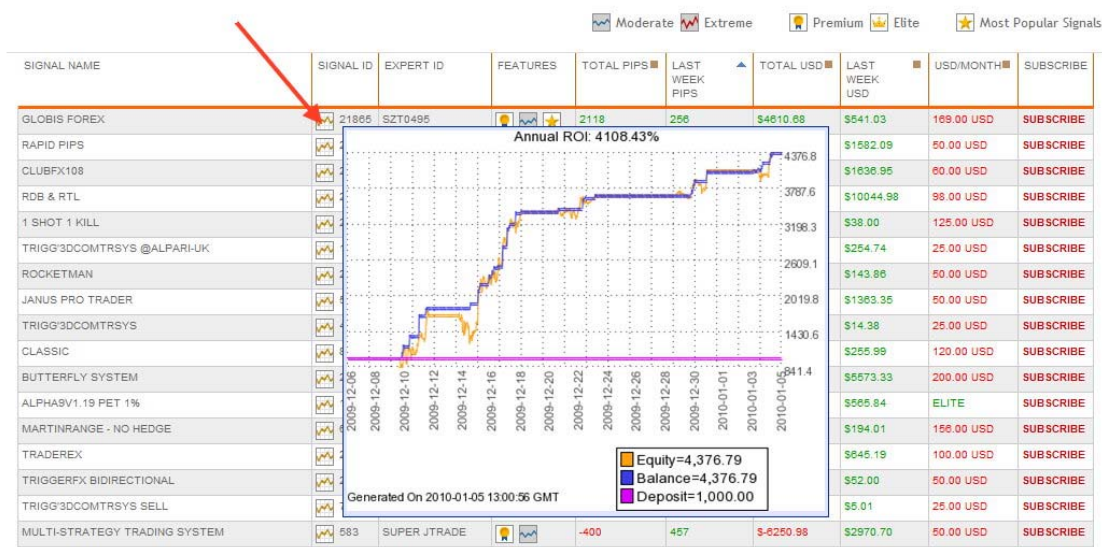 Moderate Extreme Premium Elite Most Popular Signals
SIGNAL NAME SIGNAL ID EXPERT ID FEATURES TOTAL PIPS LAST WEEK PIPS TOTAL USD LAST WEEK USD USD/MONTH SUBSCRIBE
GLOBIS FOREX 21865 SZT0495 2118 256 $4610.68 $541.03 169.00 USD SUBSCRIBE
Annual ROI: 4108.43%
RAPID PIPS $1582.09 50.00 USD SUBSCRIBE
CLUBFX108 $1636.95 60.00 USD SUBSCRIBE
RDB & RTL $10044.98 98.00 USD SUBSCRIBE
1 SHOT 1 KILL $38.00 125.00 USD SUBSCRIBE
TRIGG'3DCOMTRSYS @ALPARI-UK $254.74 25.00 USD SUBSCRIBE
ROCKETMAN $143.86 50.00 USD SUBSCRIBE
JANUS PRO TRADER $1363.35 50.00 USD SUBSCRIBE
TRIGG'3DCOMTRSYS $14.38 25.00 USD SUBSCRIBE
CLASSIC $255.99 120.00 USD SUBSCRIBE
BUTTERFLY SYSTEM $5573.33 200.00 USD SUBSCRIBE
ALPHA9V1.19 PET 1% $565.84 ELITE SUBSCRIBE
MARTINRANGE - NO HEDGE $194.01 156.00 USD SUBSCRIBE
TRADEREX $645.19 100.00 USD SUBSCRIBE
TRIGGERFX BIDIRECTIONAL $52.00 50.00 USD SUBSCRIBE
TRIGG'3DCOMTRSYS SELL $5.01 25.00 USD SUBSCRIBE
MULTI-STRATEGY TRADING SYSTEM 583 SUPER JTRADE -400 457 $-6250.98 $2970.70 50.00 USD SUBSCRIBE
4376.8
3787.6
3198.3
2609.1
2019.8
1430.6
841.4
2009-12-06
2009-12-08
2009-12-10
2009-12-12
2009-12-14
2009-12-16
2009-12-18
2009-12-20
2009-12-22
2009-12-24
2009-12-26
2009-12-28
2009-12-30
2010-01-01
2010-01-03
2010-01-05
Equity=4,376.79
Balance=4,376.79
Deposit=1,000.00
Generated On 2010-01-05 13:00:56 GMT